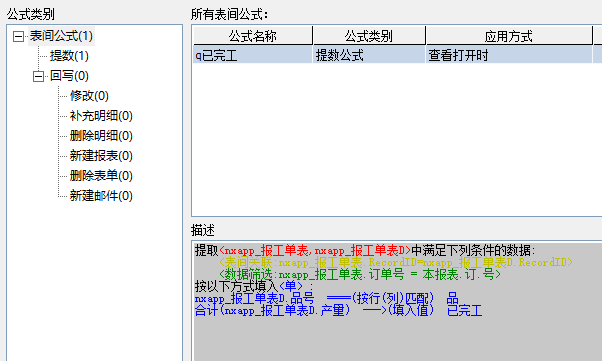 公式类别
表间公式(1)
提数(1)
回写(0)
修改(0)
补充明细(0)
删除明细(0)
新建报表(0)
删除表单(0)
新建邮件(0)
所有表间公式:
公式名称 公式类别 应用方式
q已完工 提数公式 查看打开时
描述
提取<nxapp_报工单表,nxapp_报工单表D>中满足下列条件的数据:
<表间关联:nxapp_报工单表.RecordID=nxapp_报工单表D.RecordID>
<数据筛选:nxapp_报工单表.订单号 = 本报表.订.号>
按以下方式填入<单> :
nxapp_报工单表D.品号 ====(按行(列)匹配) 品
合计(nxapp_报工单表D.产量) --->(填入值) 已完工